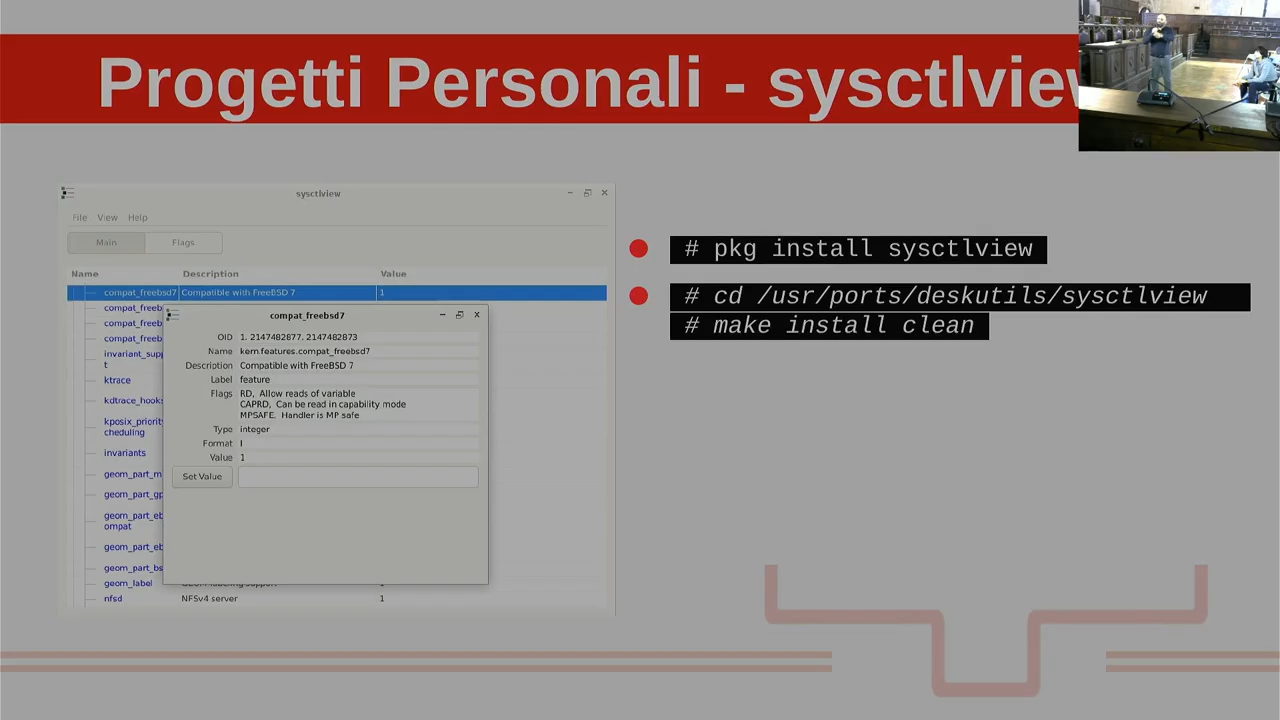 Progetti Personali - sysctlview
sysctlview
File View Help
Main Flags
Name Description Value
compat_freebsd7 Compatible with FreeBSD 7 1
compat_freeb
compat_freeb
compat_freeb
invariant_supp
t
ktrace
kdtrace_hooks
kposix_priority
cheduling
invariants
geom_part_m
geom_part_gp
geom_part_eb
ompat
geom_part_eb
geom_part_bs
geom_label
nfsd NFSv4 server 1
compat_freebsd7
OID 1. 2147482877. 2147482873
Name kern.features.compat_freebsd7
Description Compatible with FreeBSD 7
Label feature
Flags RD, Allow reads of variable
CAPRD, Can be read in capability mode
MPSAFE, Handler is MP safe
Type integer
Format I
Value 1
Set Value
# pkg install sysctlview
# cd /usr/ports/deskutils/sysctlview
# make install clean